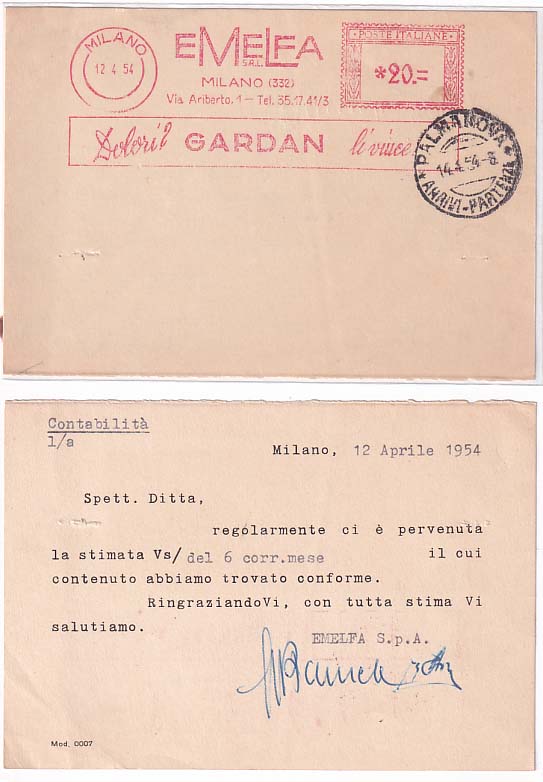 MILANO
12 4 54
EMELFA
S.R.L.
MILANO (332)
Via Ariberto, 1 - Tel. 35.17.41/3
· POSTE ITALIANE ·
*20.=
Dolori? GARDAN li vince
PALMANOVA
14.4.54-8
ARRIVI-PARTENZE
Contabilità
1/a
Milano, 12 Aprile 1954
Spett. Ditta,
regolarmente ci è pervenuta
la stimata Vs/ del 6 corr.mese il cui
contenuto abbiamo trovato conforme.
RingraziandoVi, con tutta stima Vi
salutiamo.
EMELFA S.p.A.
Mod. 0007